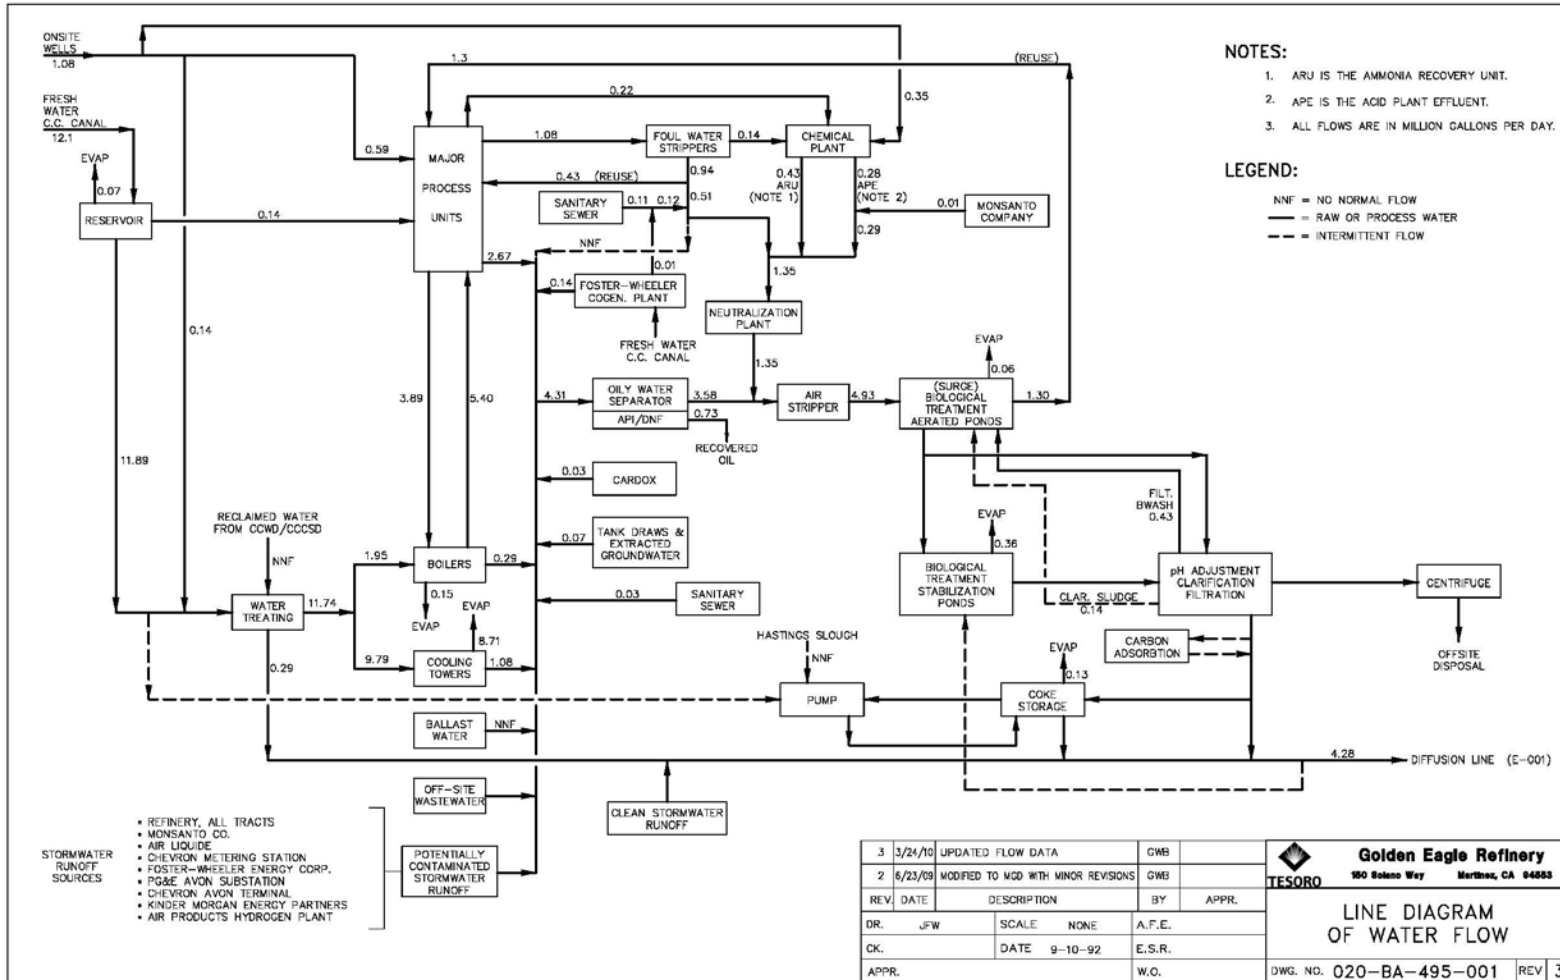 ONSITE
WELLS
1.08
FRESH
WATER
C.C. CANAL
12.1
EVAP
0.07
RESERVOIR
0.14
0.59
0.14
11.89
1.3
(REUSE)
0.22
0.35
MAJOR
PROCESS
UNITS
1.08
FOUL WATER
STRIPPERS
0.14
CHEMICAL
PLANT
0.94
0.43 (REUSE)
0.51
0.43
ARU
(NOTE 1)
0.28
APE
(NOTE 2)
SANITARY
SEWER
0.11
0.12
0.01
MONSANTO
COMPANY
0.29
NNF
2.67
0.01
0.14
FOSTER-WHEELER
COGEN. PLANT
FRESH WATER
C.C. CANAL
1.35
NEUTRALIZATION
PLANT
1.35
3.89
5.40
4.31
OILY WATER
SEPARATOR
API/DNF
3.58
0.73
RECOVERED
OIL
AIR
STRIPPER
4.93
EVAP
0.06
(SURGE)
BIOLOGICAL
TREATMENT
AERATED PONDS
1.30
0.03
CARDOX
FILT.
BWASH
0.43
RECLAIMED WATER
FROM CCWD/CCCSD
NNF
0.07
TANK DRAWS &
EXTRACTED
GROUNDWATER
EVAP
0.36
1.95
BOILERS
0.29
0.15
EVAP
BIOLOGICAL
TREATMENT
STABILIZATION
PONDS
pH ADJUSTMENT
CLARIFICATION
FILTRATION
CENTRIFUGE
CLAR. SLUDGE
0.14
WATER
TREATING
11.74
EVAP
8.71
0.03
SANITARY
SEWER
0.29
9.79
COOLING
TOWERS
1.08
HASTINGS SLOUGH
NNF
EVAP
0.13
CARBON
ADSORBTION
OFFSITE
DISPOSAL
PUMP
COKE
STORAGE
BALLAST
WATER
NNF
4.28
DIFFUSION LINE (E-001)
OFF-SITE
WASTEWATER
CLEAN STORMWATER
RUNOFF
STORMWATER
RUNOFF
SOURCES
• REFINERY, ALL TRACTS
• MONSANTO CO.
• AIR LIQUIDE
• CHEVRON METERING STATION
• FOSTER-WHEELER ENERGY CORP.
• PG&E AVON SUBSTATION
• CHEVRON AVON TERMINAL
• KINDER MORGAN ENERGY PARTNERS
• AIR PRODUCTS HYDROGEN PLANT
POTENTIALLY
CONTAMINATED
STORMWATER
RUNOFF
NOTES:
1. ARU IS THE AMMONIA RECOVERY UNIT.
2. APE IS THE ACID PLANT EFFLUENT.
3. ALL FLOWS ARE IN MILLION GALLONS PER DAY.
LEGEND:
NNF = NO NORMAL FLOW
= RAW OR PROCESS WATER
= INTERMITTENT FLOW
3 3/24/10 UPDATED FLOW DATA GWB
2 6/23/09 MODIFIED TO MGD WITH MINOR REVISIONS GWB
REV. DATE DESCRIPTION BY APPR.
DR. JFW SCALE NONE A.F.E.
CK. DATE 9-10-92 E.S.R.
APPR. W.O.
TESORO
Golden Eagle Refinery
150 Solano Way Martinez, CA 94553
LINE DIAGRAM
OF WATER FLOW
DWG. NO. 020-BA-495-001 REV 3